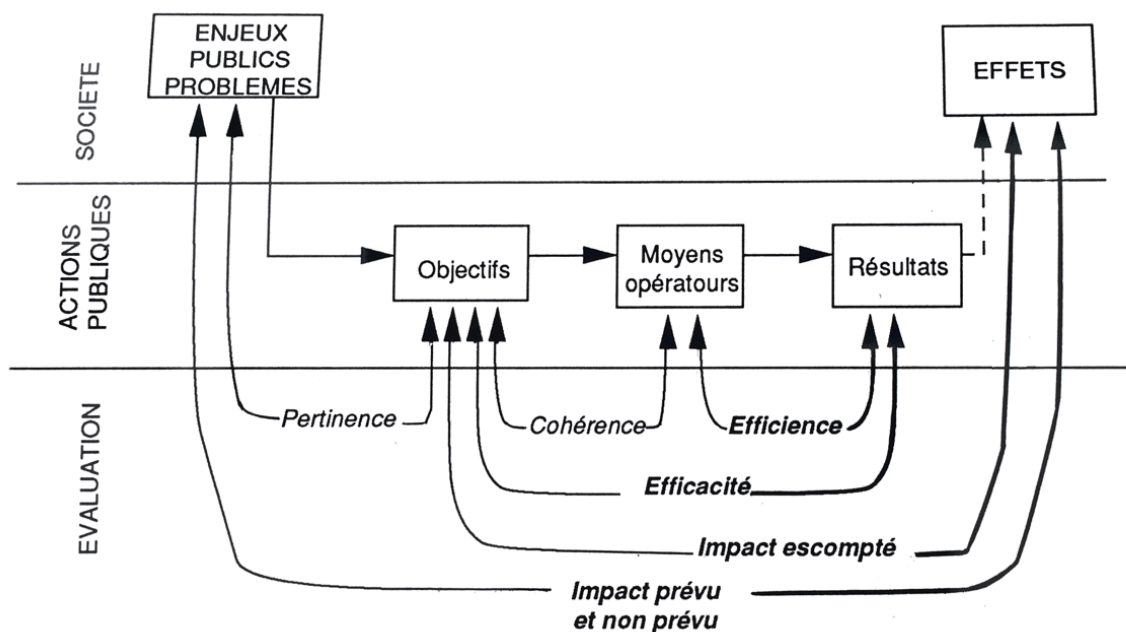 ENJEUX
PUBLICS
PROBLEMES
EFFETS
SOCIETE
ACTIONS
PUBLIQUES
Objectifs
Moyens
opératours
Résultats
EVALUATION
Pertinence
Cohérence
Efficience
Efficacité
Impact escompté
Impact prévu
et non prévu